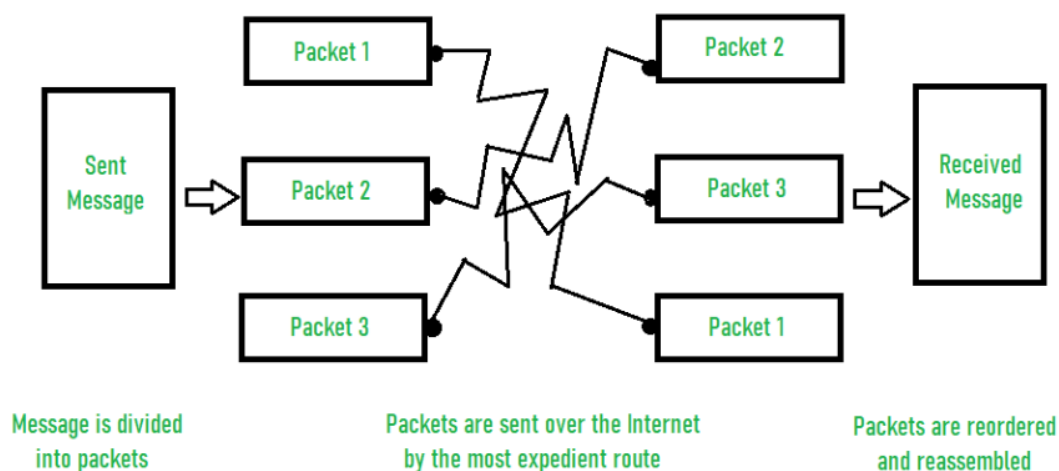 Sent
Message
Packet 1
Packet 2
Packet 3
Packet 2
Packet 3
Packet 1
Received
Message
Message is divided
into packets
Packets are sent over the Internet
by the most expedient route
Packets are reordered
and reassembled